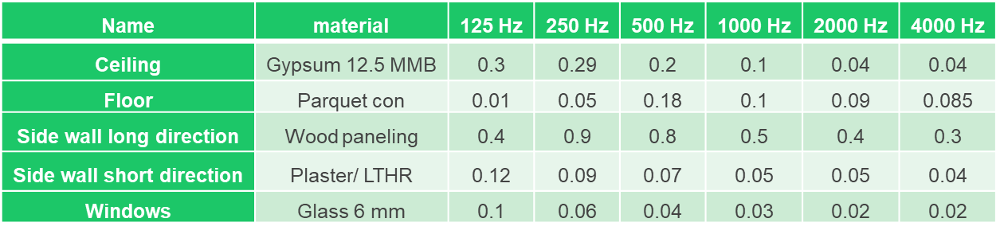 Name material 125 Hz 250 Hz 500 Hz 1000 Hz 2000 Hz 4000 Hz
Ceiling Gypsum 12.5 MMB 0.3 0.29 0.2 0.1 0.04 0.04
Floor Parquet con 0.01 0.05 0.18 0.1 0.09 0.085
Side wall long direction Wood paneling 0.4 0.9 0.8 0.5 0.4 0.3
Side wall short direction Plaster/ LTHR 0.12 0.09 0.07 0.05 0.05 0.04
Windows Glass 6 mm 0.1 0.06 0.04 0.03 0.02 0.02